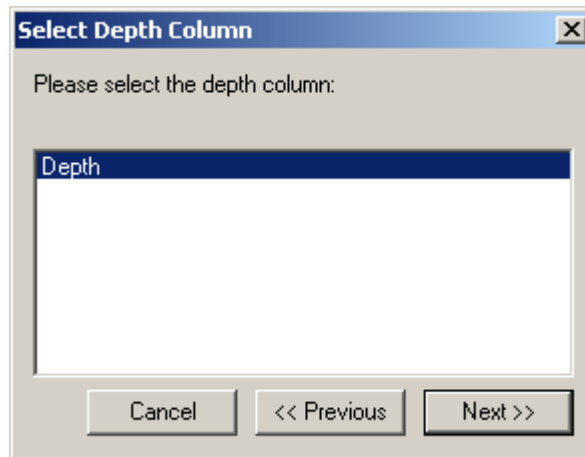 Select Depth Column
Please select the depth column:
Depth
Cancel << Previous Next >>